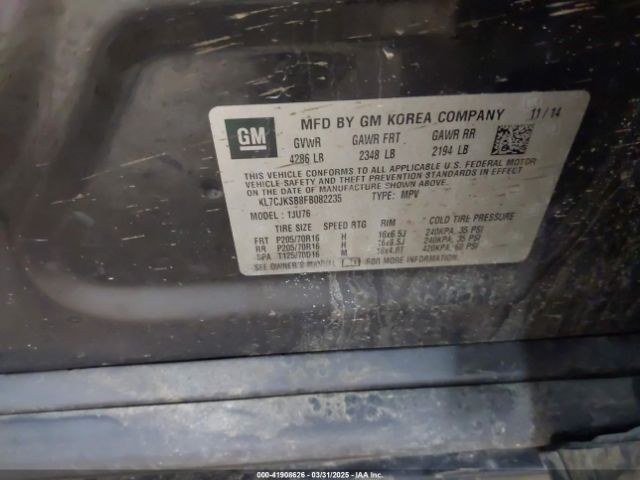 GM
MFD BY GM KOREA COMPANY 11/14
GVWR GAWR FRT GAWR RR
4286 LB 2348 LB 2194 LB
THIS VEHICLE CONFORMS TO ALL APPLICABLE U.S. FEDERAL MOTOR
VEHICLE SAFETY AND THEFT PREVENTION STANDARDS IN EFFECT
ON THE DATE OF MANUFACTURE SHOWN ABOVE.
TYPE: MPV
MODEL: 1JU76
TIRE SIZE SPEED RTG RIM COLD TIRE PRESSURE
FRT P205/70R16 H 16x6.5J 240KPA, 35 PSI
RR P205/70R16 H 16x6.5J 240KPA, 35 PSI
SPA T125/70D16 M 420KPA, 60 PSI
SEE OWNER'S MANUAL FOR MORE INFORMATION.
000-41908626 - 03/31/2025 - IAAI.com